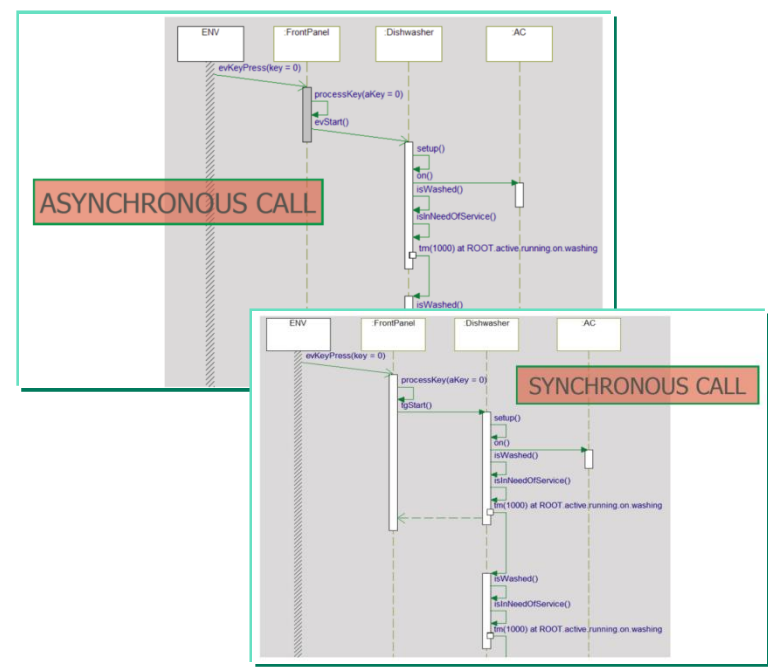 ENV
:FrontPanel
:Dishwasher
:AC
evKeyPress(key = 0)
processKey(aKey = 0)
evStart()
setup()
on()
isWashed()
isInNeedOfService()
tm(1000) at ROOT.active.running.on.washing
isWashed()
ASYNCHRONOUS CALL
ENV
:FrontPanel
:Dishwasher
:AC
evKeyPress(key = 0)
processKey(aKey = 0)
tgStart()
setup()
on()
isWashed()
isInNeedOfService()
tm(1000) at ROOT.active.running.on.washing
isWashed()
isInNeedOfService()
tm(1000) at ROOT.active.running.on.washing
SYNCHRONOUS CALL